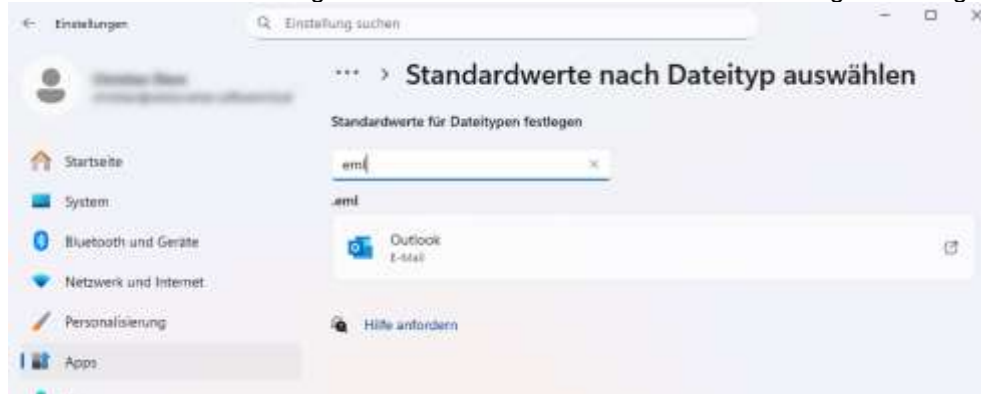 Einstellungen
Einstellung suchen
··· > Standardwerte nach Dateityp auswählen
Standardwerte für Dateitypen festlegen
Startseite
eml
System
.eml
Bluetooth und Geräte
Outlook
E-Mail
Netzwerk und Internet
Personalisierung
Hilfe anfordern
Apps